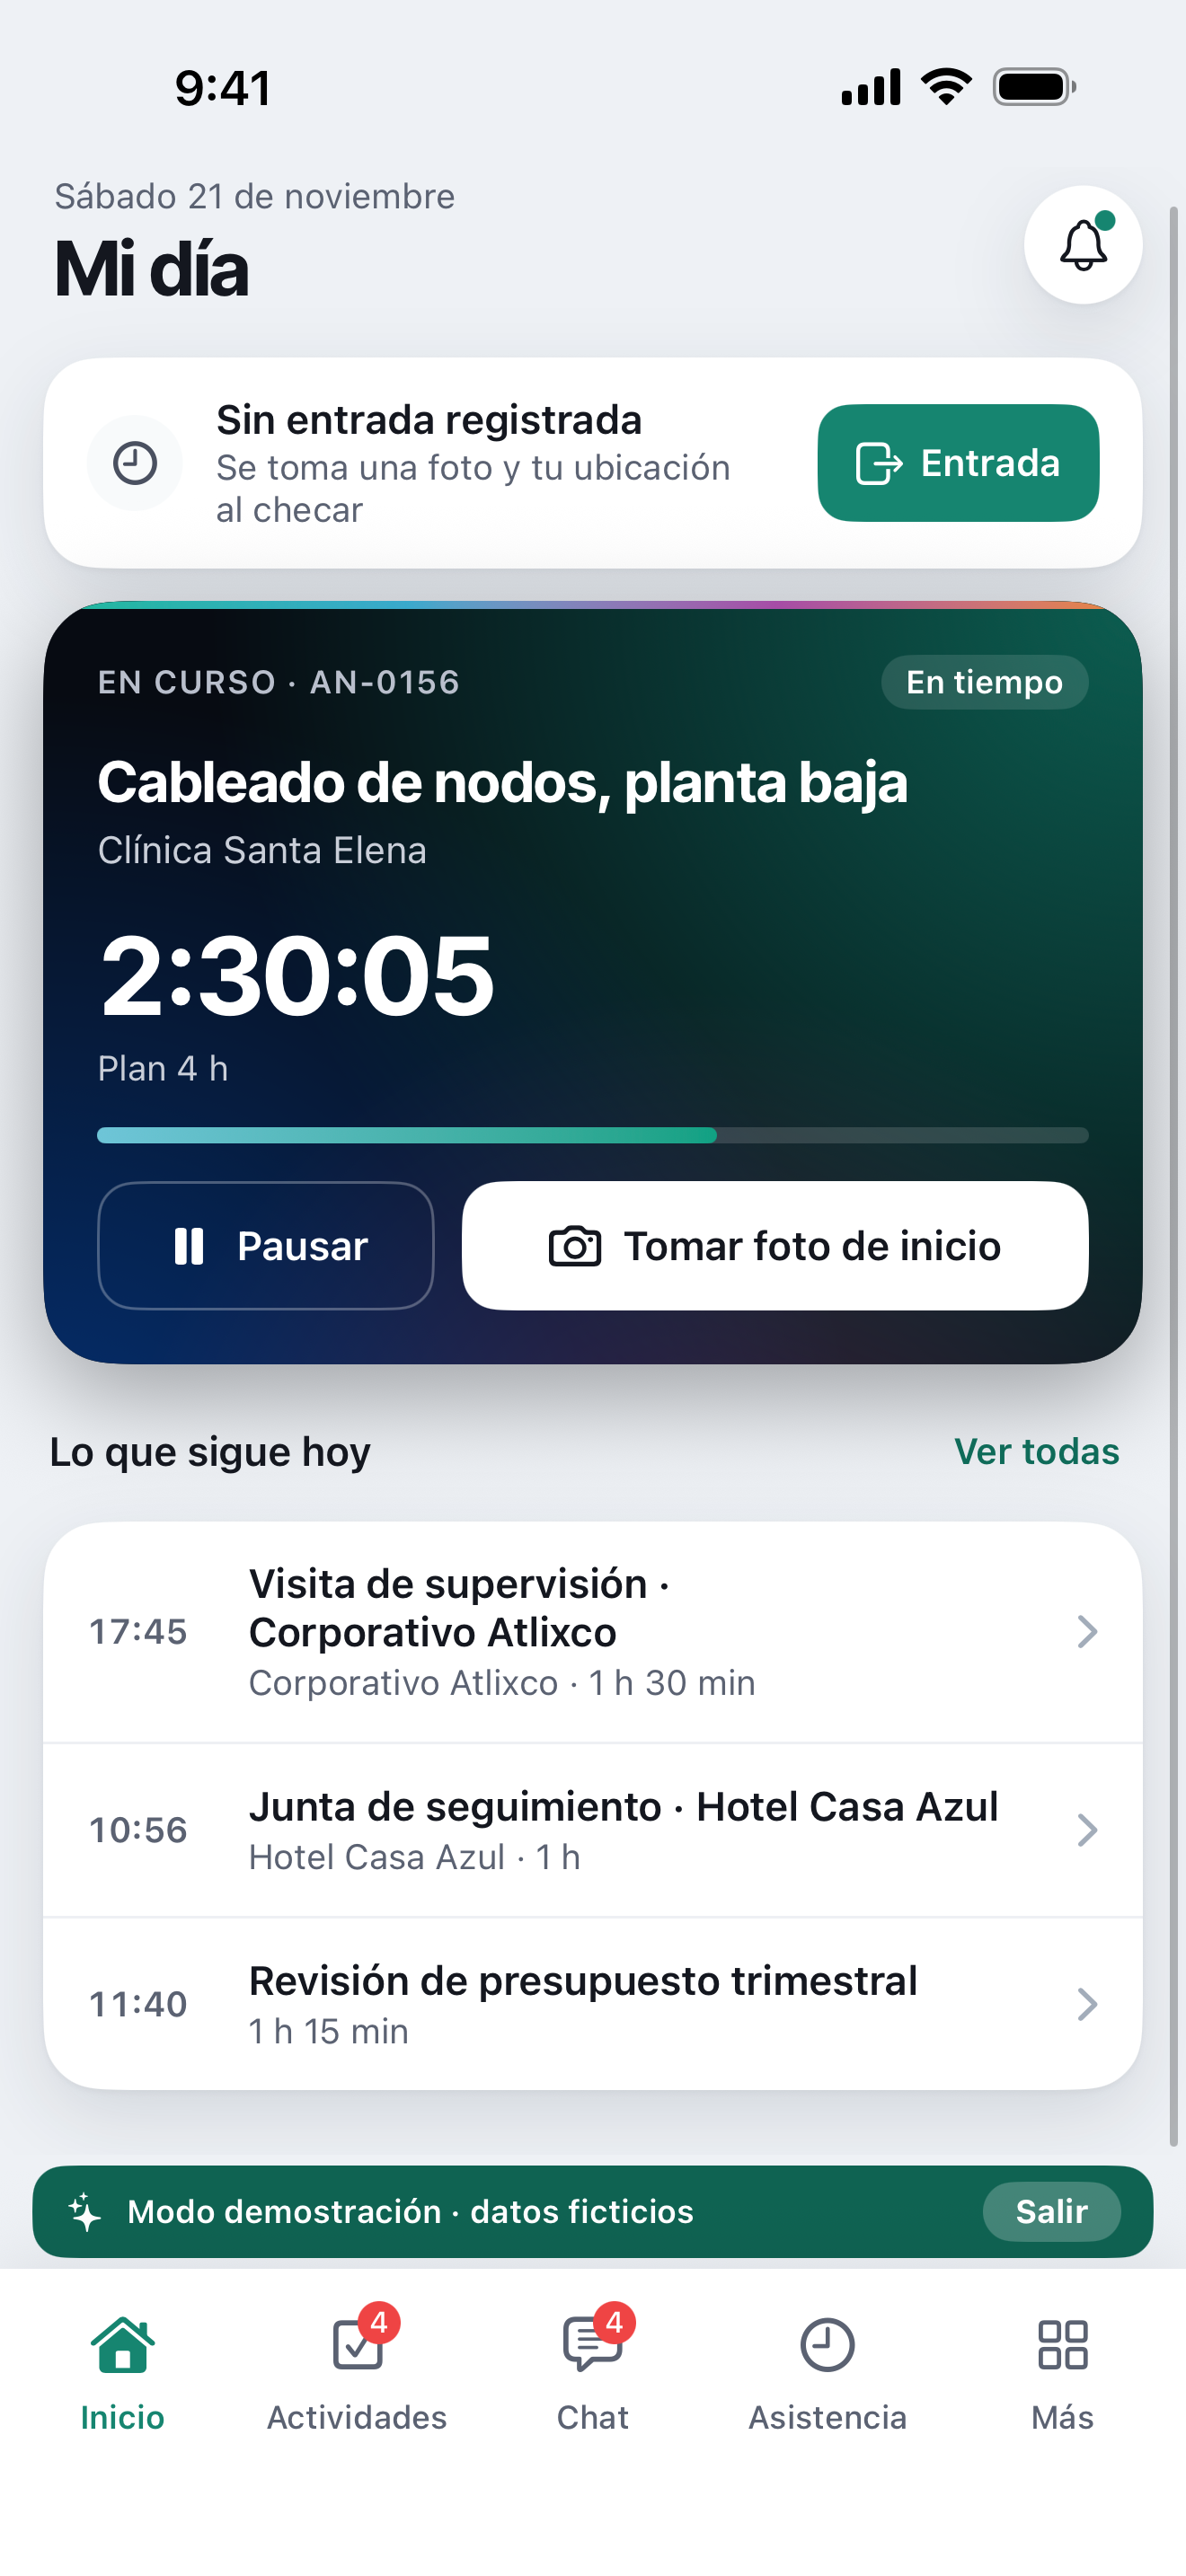 9:41
Sábado 21 de noviembre
Mi día
Sin entrada registrada
Se toma una foto y tu ubicación
al checar
Entrada
EN CURSO · AN-0156
En tiempo
Cableado de nodos, planta baja
Clínica Santa Elena
2:30:05
Plan 4 h
Pausar
Tomar foto de inicio
Lo que sigue hoy
Ver todas
17:45
Visita de supervisión ·
Corporativo Atlixco
Corporativo Atlixco · 1 h 30 min
10:56
Junta de seguimiento · Hotel Casa Azul
Hotel Casa Azul · 1 h
11:40
Revisión de presupuesto trimestral
1 h 15 min
Modo demostración · datos ficticios
Salir
4
4
Inicio
Actividades
Chat
Asistencia
Más